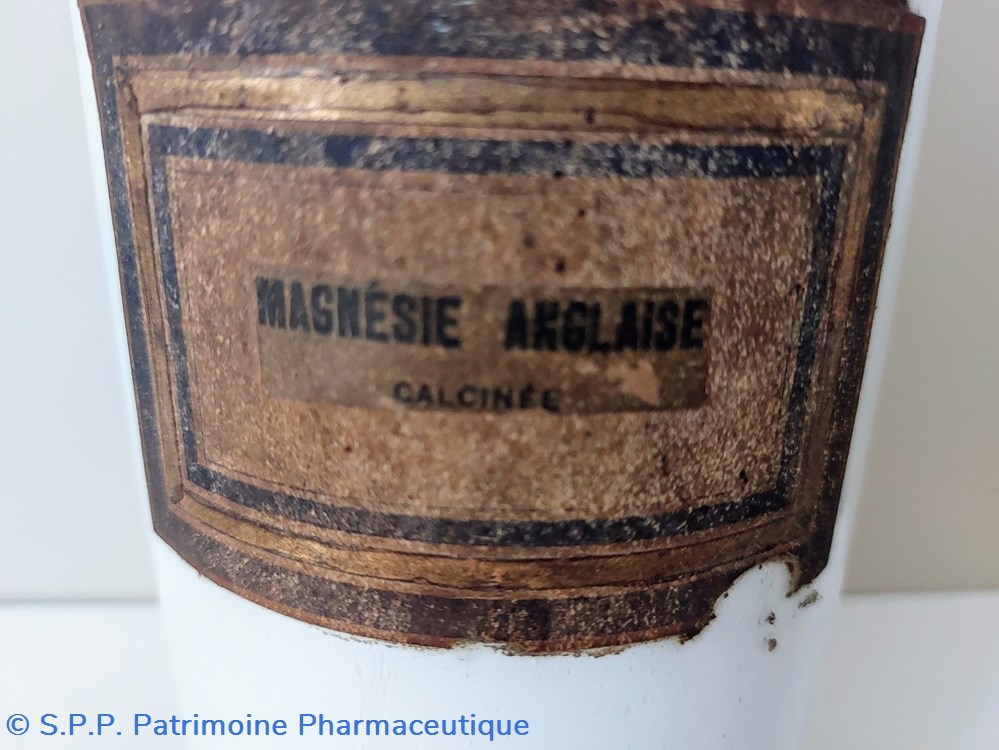 MAGNÉSIE ANGLAISE
CALCINÉE
© S.P.P. Patrimoine Pharmaceutique